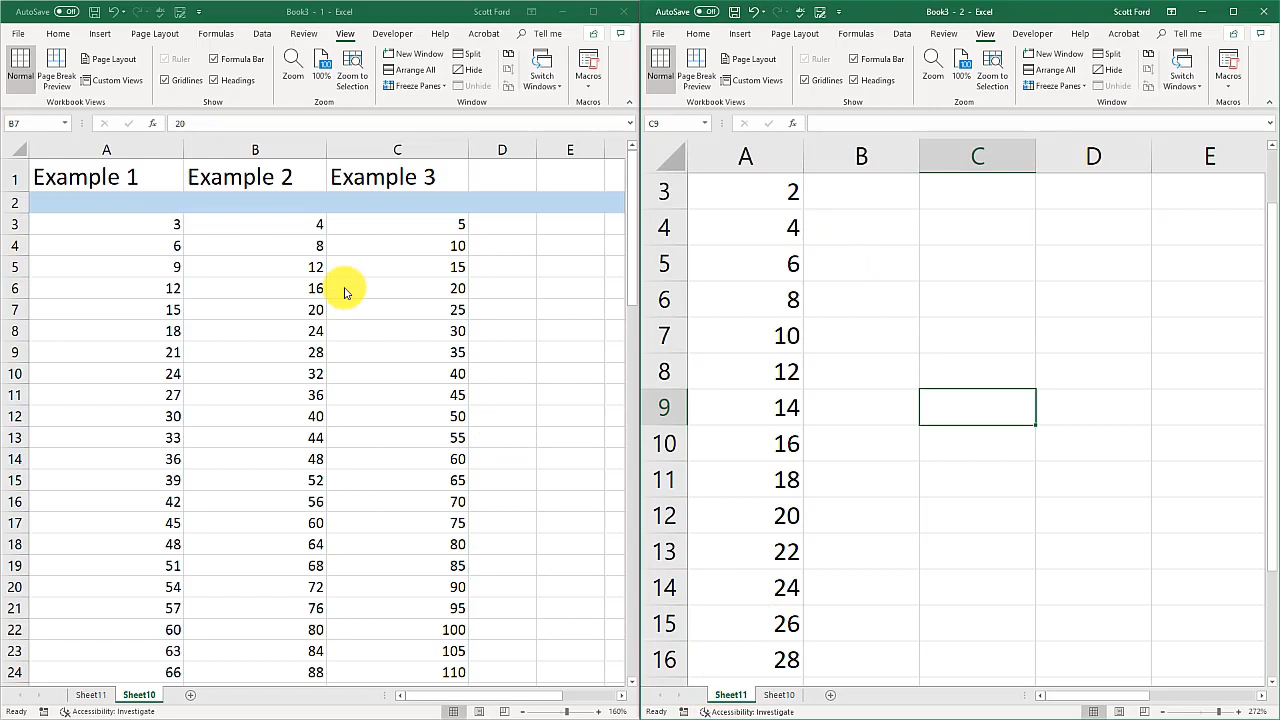 AutoSave Off Book3 - 1 - Excel Scott Ford
File Home Insert Page Layout Formulas Data Review View Developer Help Acrobat Tell me
Normal
Page Break
Preview
Page Layout
Custom Views
Workbook Views
Ruler
Formula Bar
Gridlines
Headings
Show
Zoom
100%
Zoom to
Selection
Zoom
New Window
Arrange All
Freeze Panes
Split
Hide
Unhide
Window
Switch
Windows
Macros
Macros
B7 fx 20
A B C D E
1 Example 1 Example 2 Example 3
2
3 3 4 5
4 6 8 10
5 9 12 15
6 12 16 20
7 15 20 25
8 18 24 30
9 21 28 35
10 24 32 40
11 27 36 45
12 30 40 50
13 33 44 55
14 36 48 60
15 39 52 65
16 42 56 70
17 45 60 75
18 48 64 80
19 51 68 85
20 54 72 90
21 57 76 95
22 60 80 100
23 63 84 105
24 66 88 110
Sheet11 Sheet10
Ready Accessibility: Investigate 160%
AutoSave Off Book3 - 2 - Excel Scott Ford
File Home Insert Page Layout Formulas Data Review View Developer Help Acrobat Tell me
Normal
Page Break
Preview
Page Layout
Custom Views
Workbook Views
Ruler
Formula Bar
Gridlines
Headings
Show
Zoom
100%
Zoom to
Selection
Zoom
New Window
Arrange All
Freeze Panes
Split
Hide
Unhide
Window
Switch
Windows
Macros
Macros
C9 fx
A B C D E
3 2
4 4
5 6
6 8
7 10
8 12
9 14
10 16
11 18
12 20
13 22
14 24
15 26
16 28
Sheet11 Sheet10
Ready Accessibility: Investigate 272%